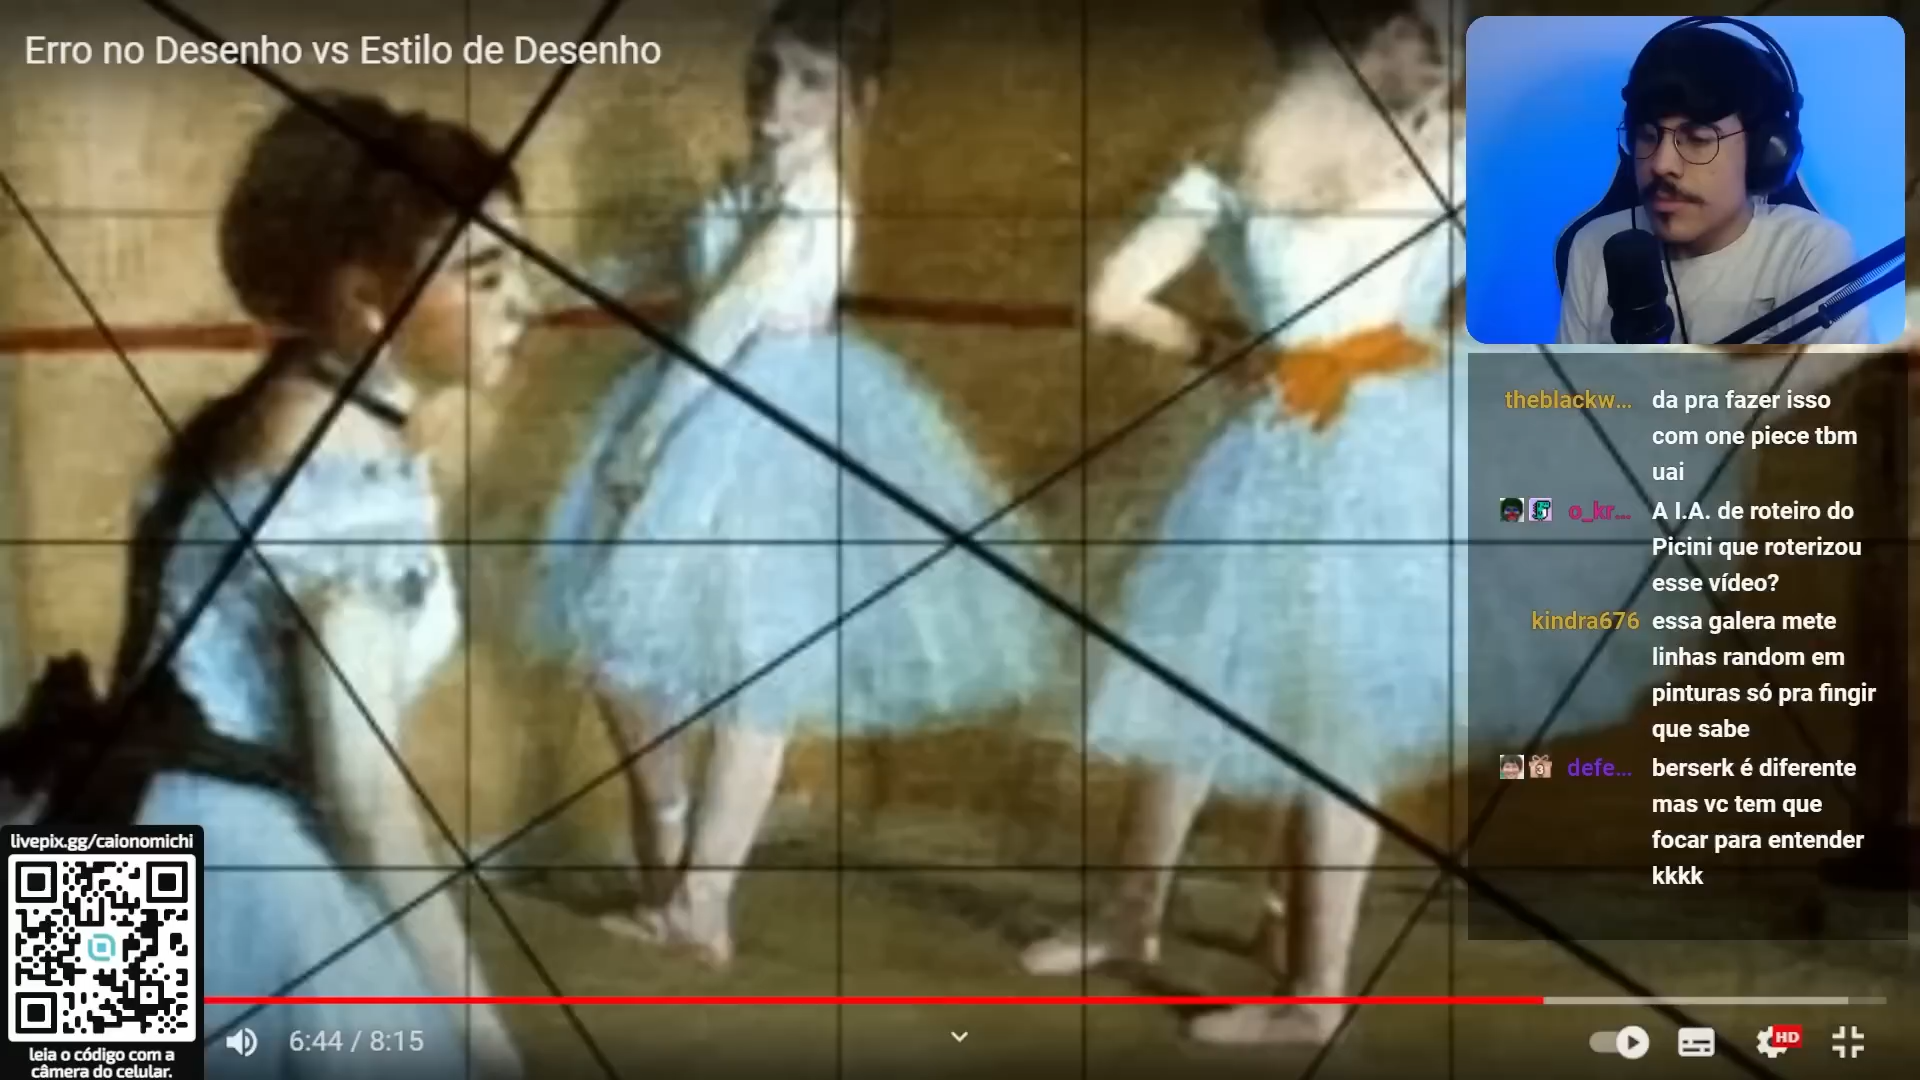 Erro no Desenho vs Estilo de Desenho
theblackw... da pra fazer isso
com one piece tbm
uai
o_kr... A I.A. de roteiro do
Picini que roterizou
esse vídeo?
kindra676 essa galera mete
linhas random em
pinturas só pra fingir
que sabe
defe... berserk é diferente
mas vc tem que
focar para entender
kkkk
livepix.gg/caionomichi
leia o código com a
câmera do celular.
6:44 / 8:15
HD